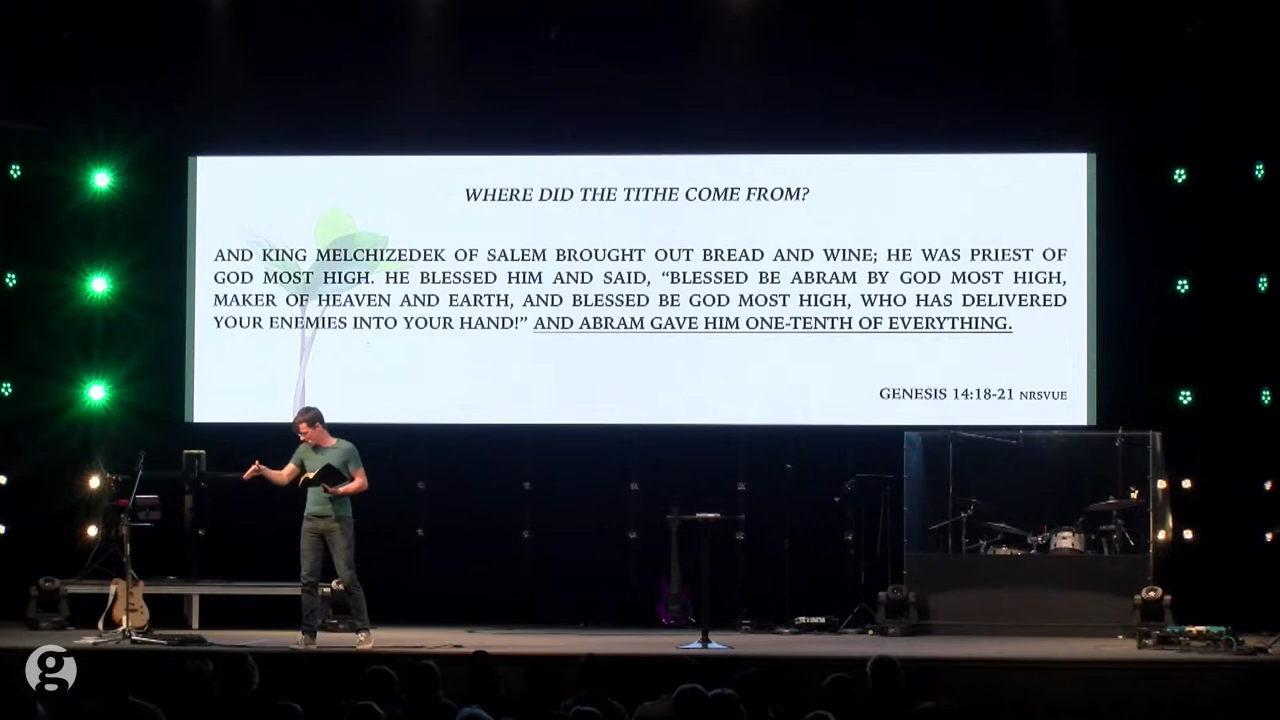 WHERE DID THE TITHE COME FROM?
AND KING MELCHIZEDEK OF SALEM BROUGHT OUT BREAD AND WINE; HE WAS PRIEST OF
GOD MOST HIGH. HE BLESSED HIM AND SAID, “BLESSED BE ABRAM BY GOD MOST HIGH,
MAKER OF HEAVEN AND EARTH, AND BLESSED BE GOD MOST HIGH, WHO HAS DELIVERED
YOUR ENEMIES INTO YOUR HAND!” AND ABRAM GAVE HIM ONE-TENTH OF EVERYTHING.
GENESIS 14:18-21 NRSVUE
g